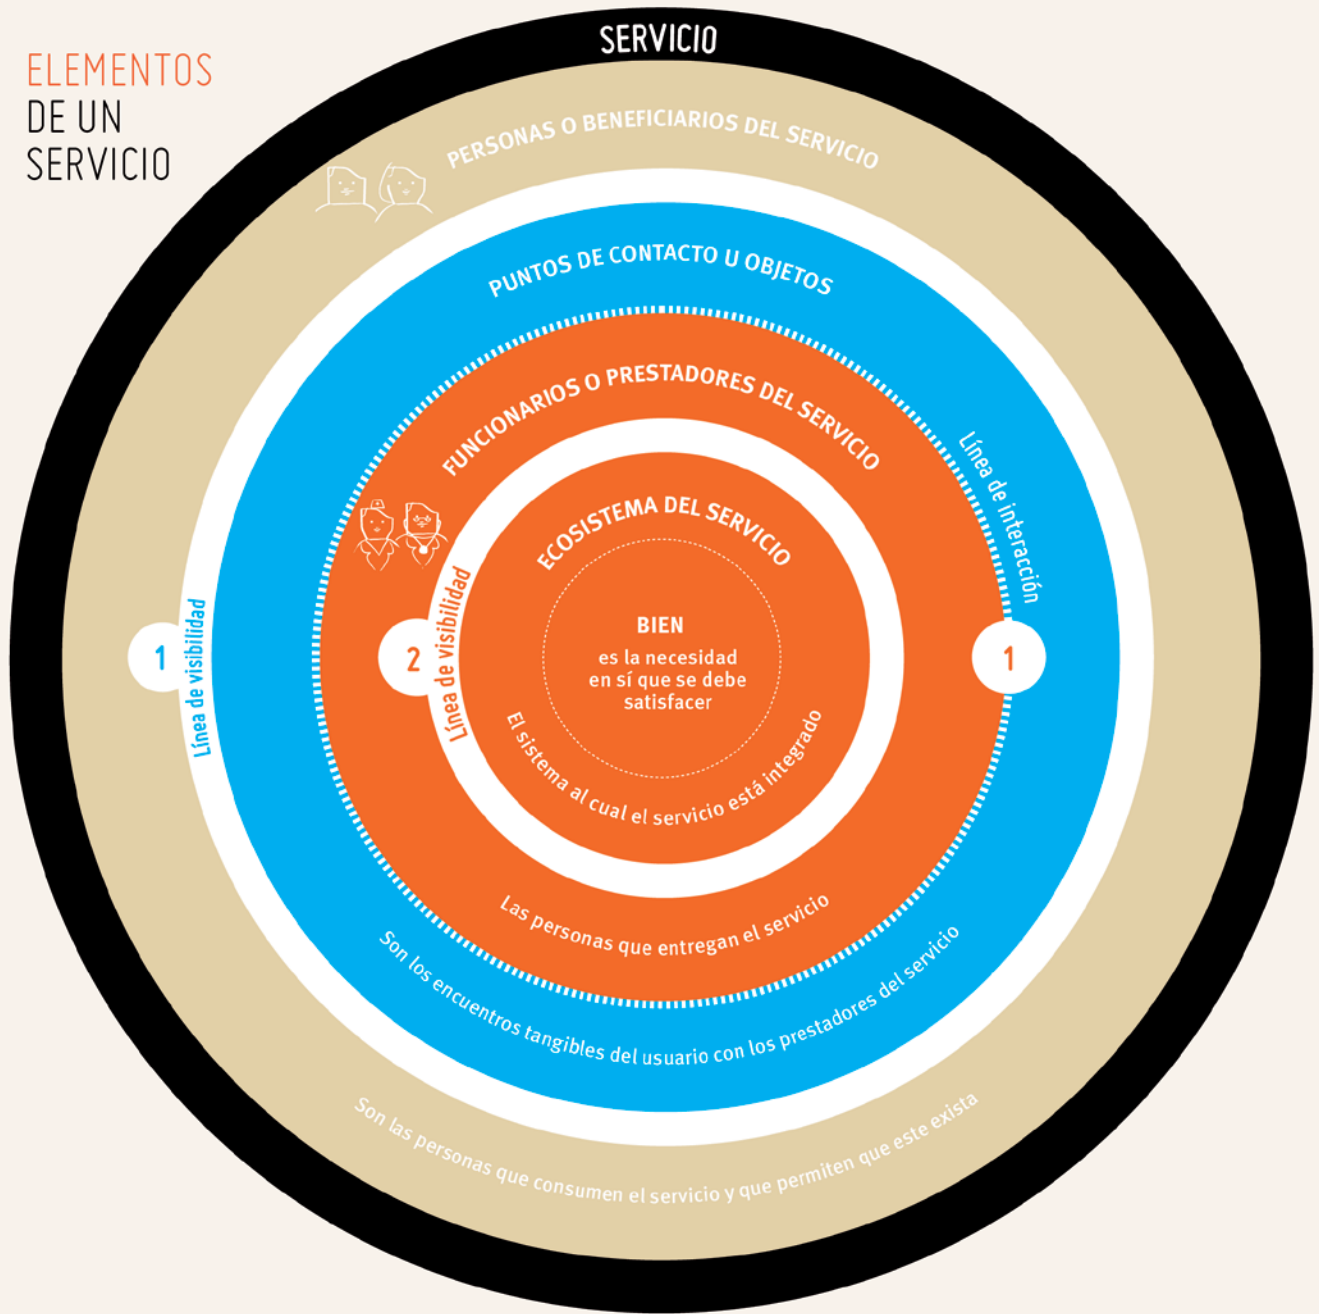 ELEMENTOS
DE UN
SERVICIO
SERVICIO
PERSONAS O BENEFICIARIOS DEL SERVICIO
PUNTOS DE CONTACTO U OBJETOS
FUNCIONARIOS O PRESTADORES DEL SERVICIO
Línea de interacción
ECOSISTEMA DEL SERVICIO
BIEN
es la necesidad
en sí que se debe
satisfacer
1
Línea de visibilidad
2
Línea de visibilidad
1
El sistema al cual el servicio está integrado
Las personas que entregan el servicio
Son los encuentros tangibles del usuario con los prestadores del servicio
Son las personas que consumen el servicio y que permiten que este exista